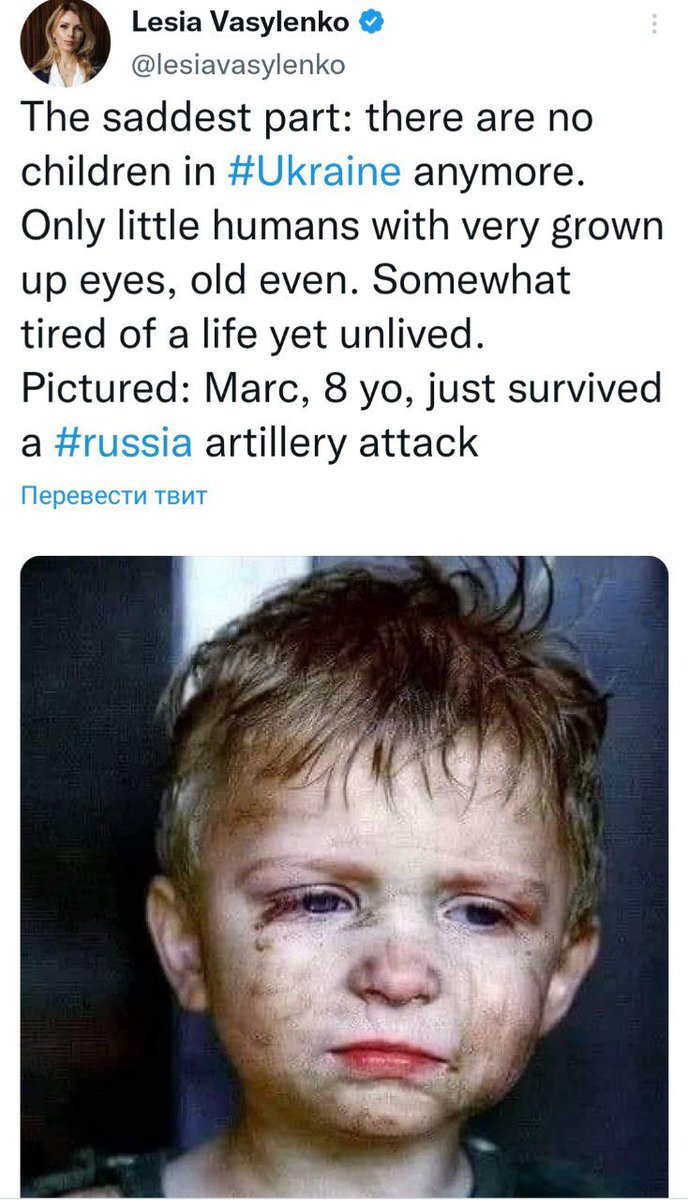 Lesia Vasylenko
@lesiavasylenko
The saddest part: there are no
children in #Ukraine anymore.
Only little humans with very grown
up eyes, old even. Somewhat
tired of a life yet unlived.
Pictured: Marc, 8 yo, just survived
a #russia artillery attack
Перевести твит